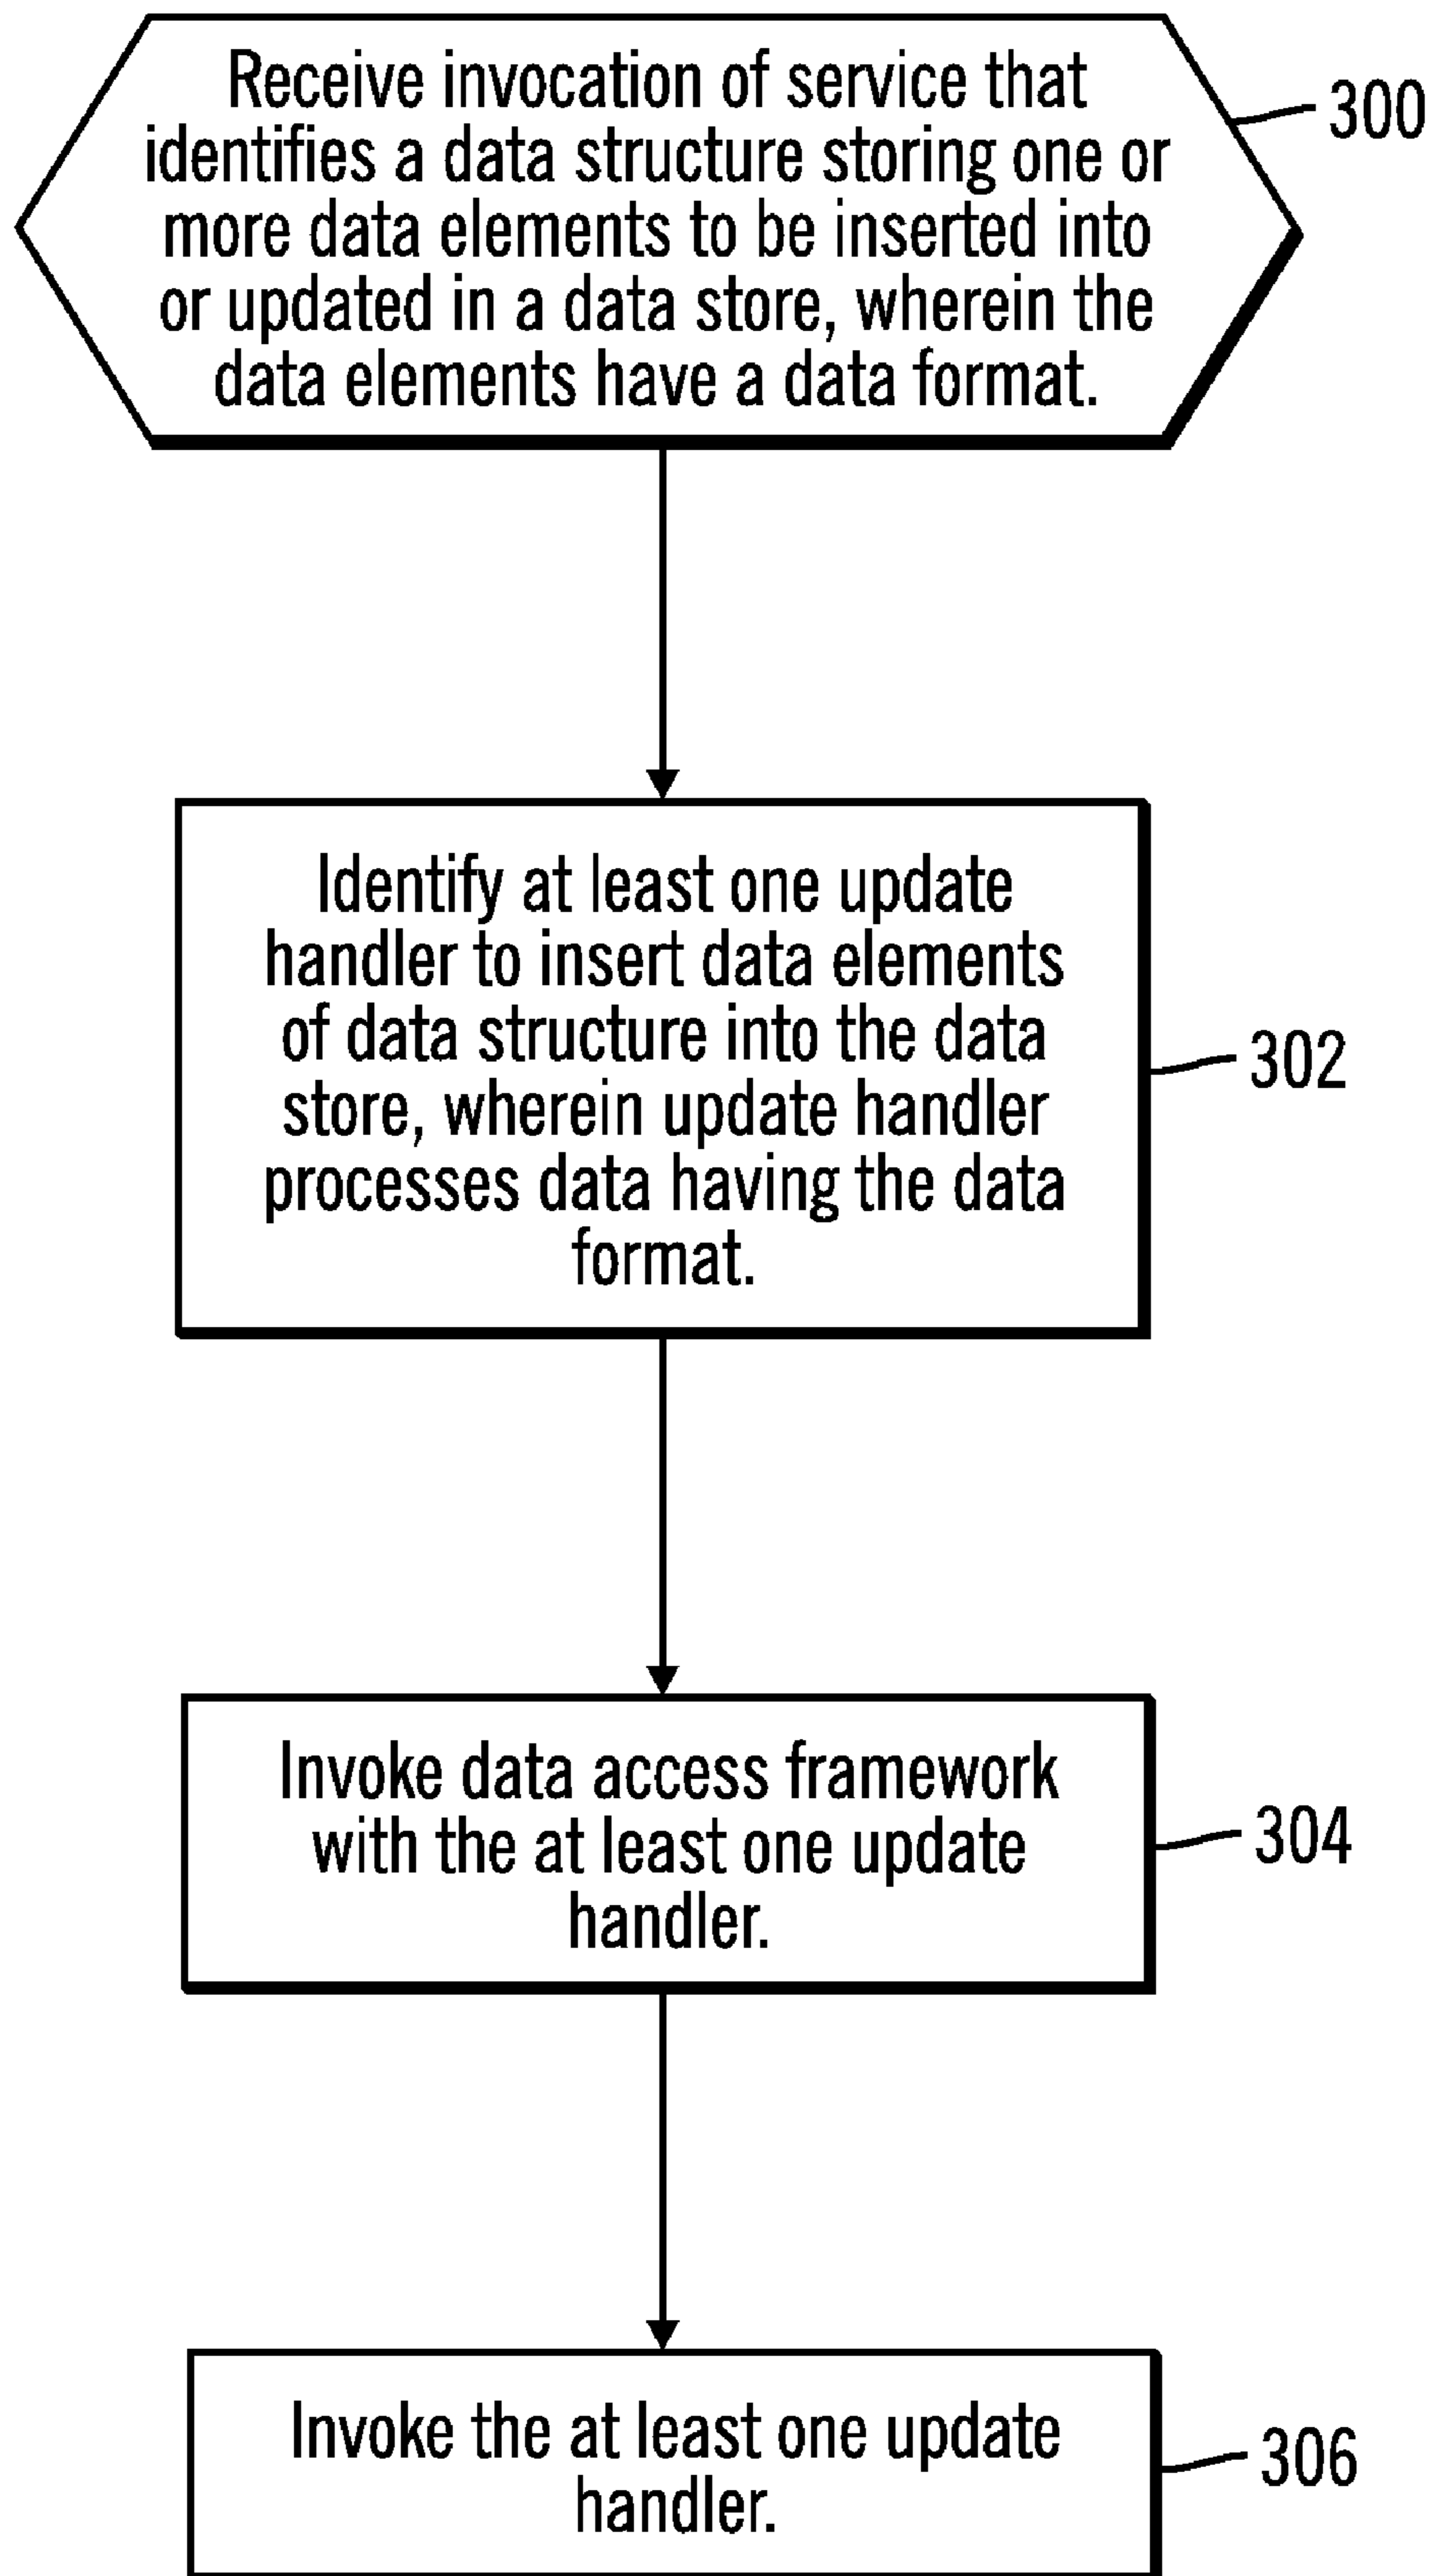 Receive invocation of service that
300
identifies a data structure storing one or
more data elements to be inserted into
or updated in a data store, wherein the
data elements have a data format.
Identify at least one update
handler to insert data elements
of data structure into the data
302
store, wherein update handler
processes data having the data
format.
Invoke data access framework
with the at least one update
304
handler.
Invoke the at least one update
306
handler.